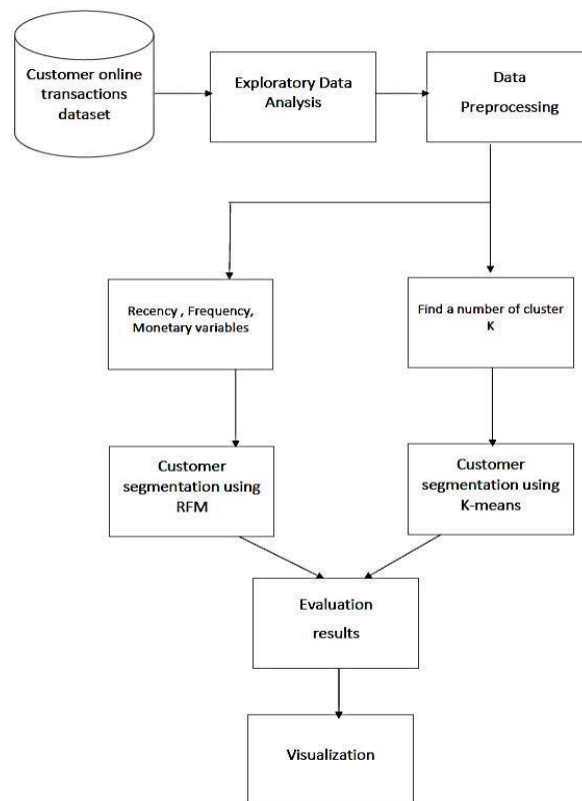 Customer online
transactions
dataset
Exploratory Data
Analysis
Data
Preprocessing
Recency , Frequency,
Monetary variables
Find a number of cluster
K
Customer
segmentation using
RFM
Customer
segmentation using
K-means
Evaluation
results
Visualization